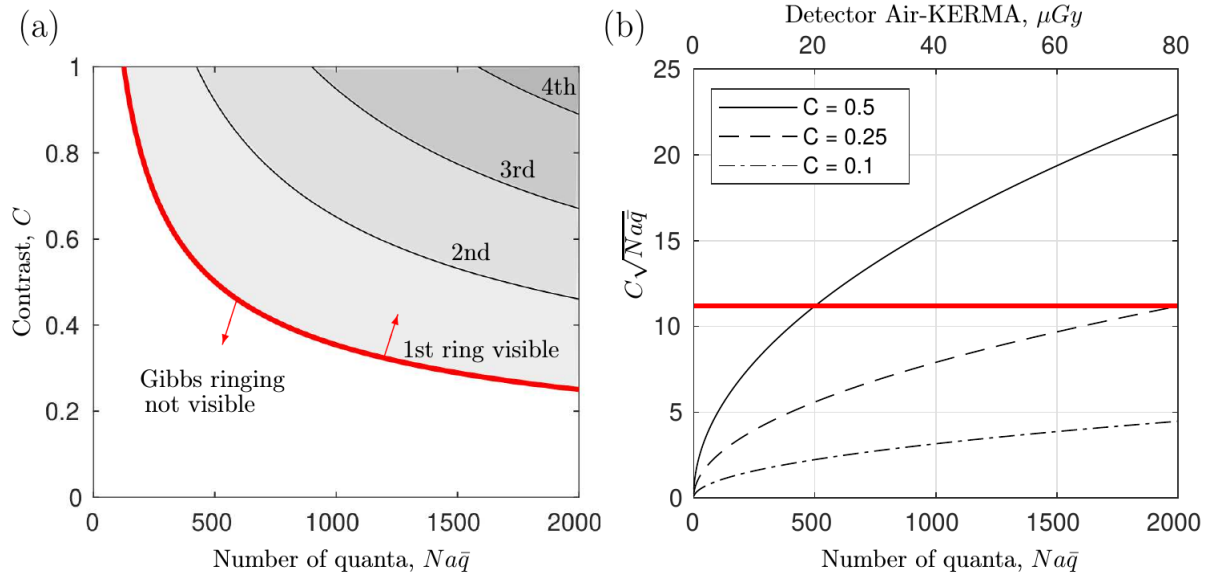 (a)
1
0.8
0.6
0.4
0.2
0
Contrast, C
4th
3rd
2nd
1st ring visible
Gibbs ringing
not visible
0 500 1000 1500 2000
Number of quanta, Naq̄
(b)
Detector Air-KERMA, μGy
0 20 40 60 80
25
20
15
10
5
0
C√Naq̄
C = 0.5
C = 0.25
C = 0.1
0 500 1000 1500 2000
Number of quanta, Naq̄